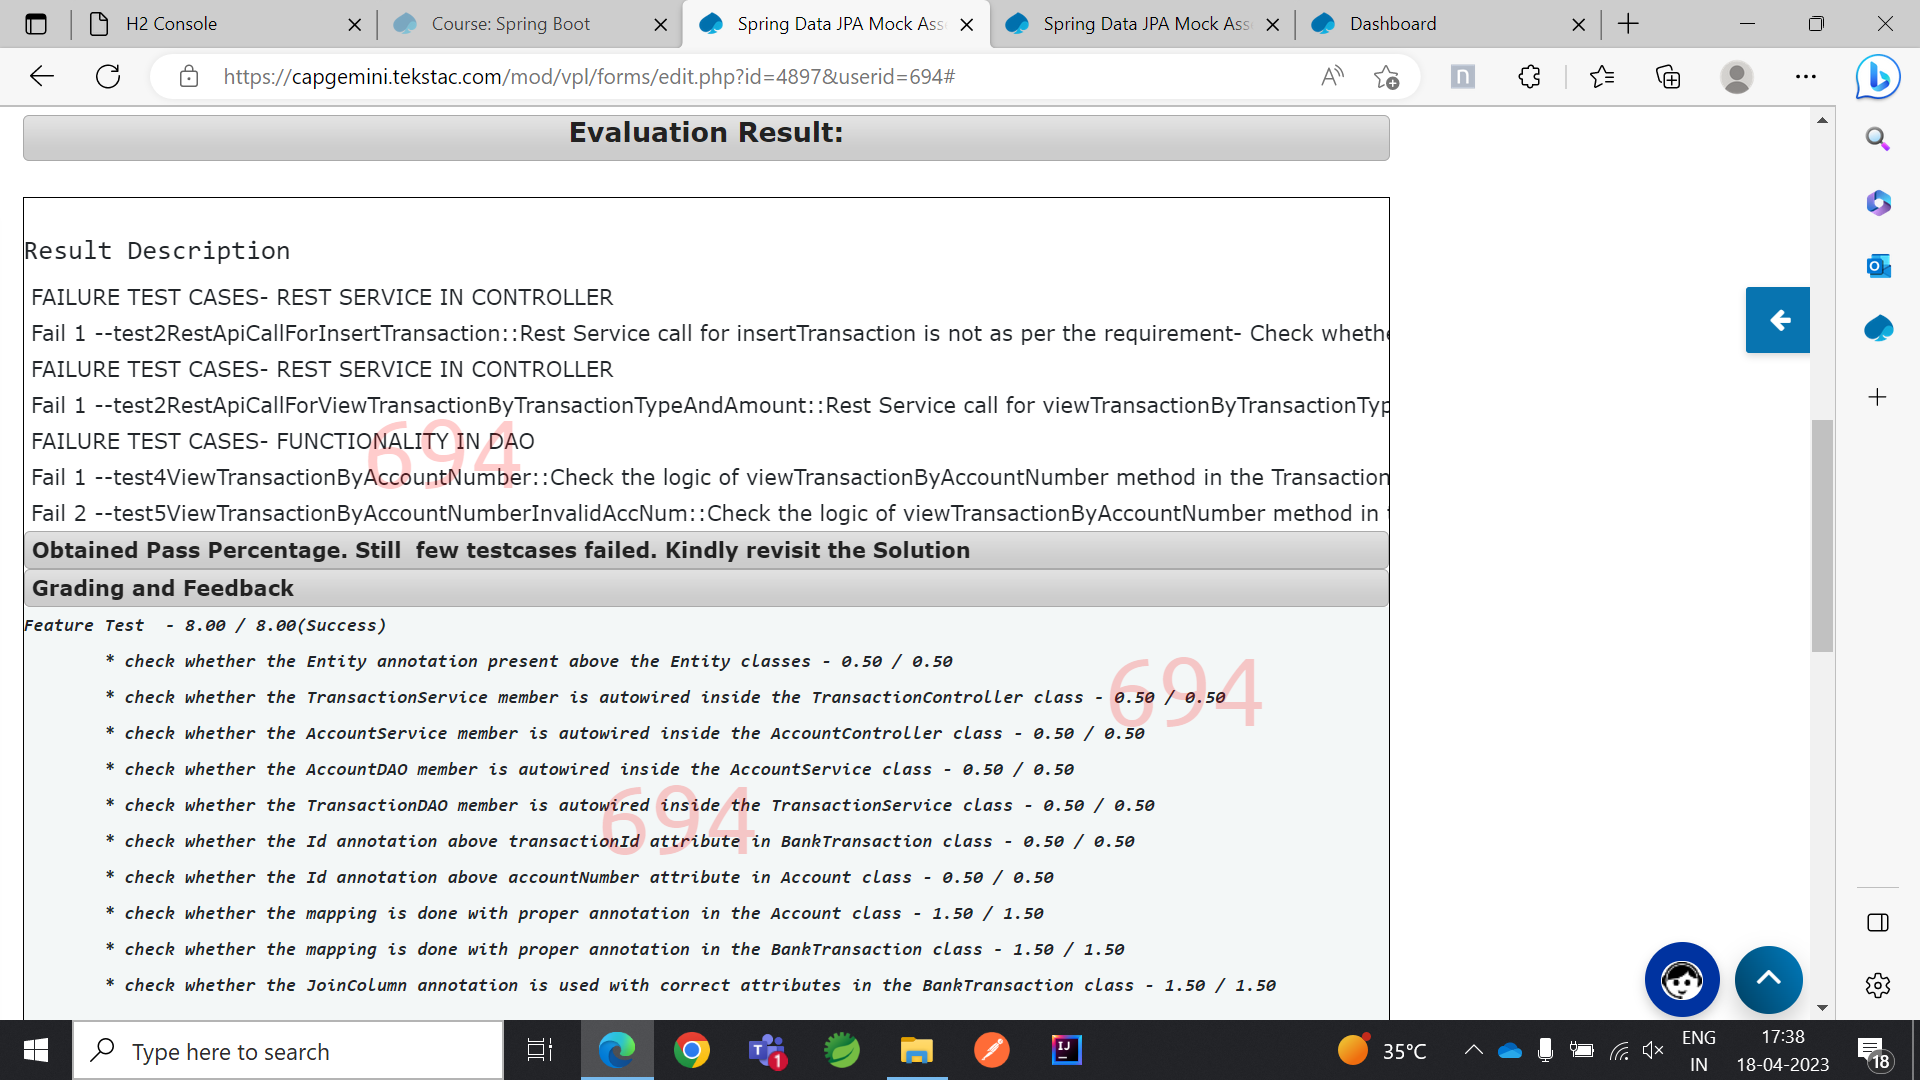 H2 Console
Course: Spring Boot
Spring Data JPA Mock Ass
Spring Data JPA Mock Ass
Dashboard
https://capgemini.tekstac.com/mod/vpl/forms/edit.php?id=4897&userid=694#
Evaluation Result:
Result Description
FAILURE TEST CASES- REST SERVICE IN CONTROLLER
Fail 1 --test2RestApiCallForInsertTransaction::Rest Service call for insertTransaction is not as per the requirement- Check whethe
FAILURE TEST CASES- REST SERVICE IN CONTROLLER
Fail 1 --test2RestApiCallForViewTransactionByTransactionTypeAndAmount::Rest Service call for viewTransactionByTransactionTyp
FAILURE TEST CASES- FUNCTIONALITY IN DAO
Fail 1 --test4ViewTransactionByAccountNumber::Check the logic of viewTransactionByAccountNumber method in the Transaction
Fail 2 --test5ViewTransactionByAccountNumberInvalidAccNum::Check the logic of viewTransactionByAccountNumber method in
694
Obtained Pass Percentage. Still few testcases failed. Kindly revisit the Solution
Grading and Feedback
Feature Test - 8.00 / 8.00(Success)
* check whether the Entity annotation present above the Entity classes - 0.50 / 0.50
* check whether the TransactionService member is autowired inside the TransactionController class - 0.50 / 0.50
694
* check whether the AccountService member is autowired inside the AccountController class - 0.50 / 0.50
* check whether the AccountDAO member is autowired inside the AccountService class - 0.50 / 0.50
* check whether the TransactionDAO member is autowired inside the TransactionService class - 0.50 / 0.50
694
* check whether the Id annotation above transactionId attribute in BankTransaction class - 0.50 / 0.50
* check whether the Id annotation above accountNumber attribute in Account class - 0.50 / 0.50
* check whether the mapping is done with proper annotation in the Account class - 1.50 / 1.50
* check whether the mapping is done with proper annotation in the BankTransaction class - 1.50 / 1.50
* check whether the JoinColumn annotation is used with correct attributes in the BankTransaction class - 1.50 / 1.50
Type here to search
1
35°C
ENG
IN
17:38
18-04-2023
18